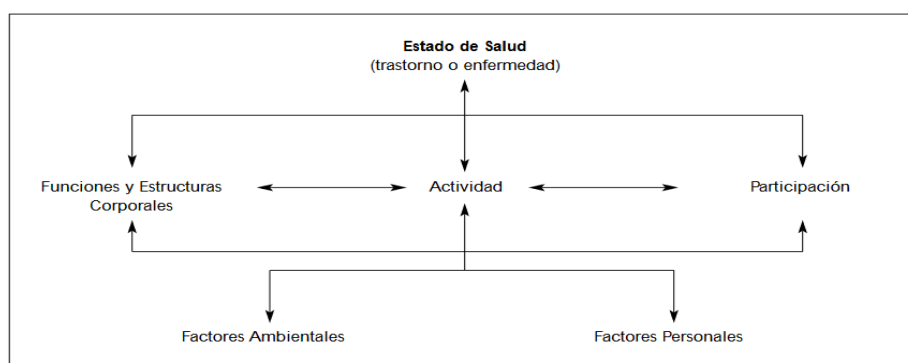 Estado de Salud
(trastorno o enfermedad)
Funciones y Estructuras
Corporales
Actividad
Participación
Factores Ambientales
Factores Personales